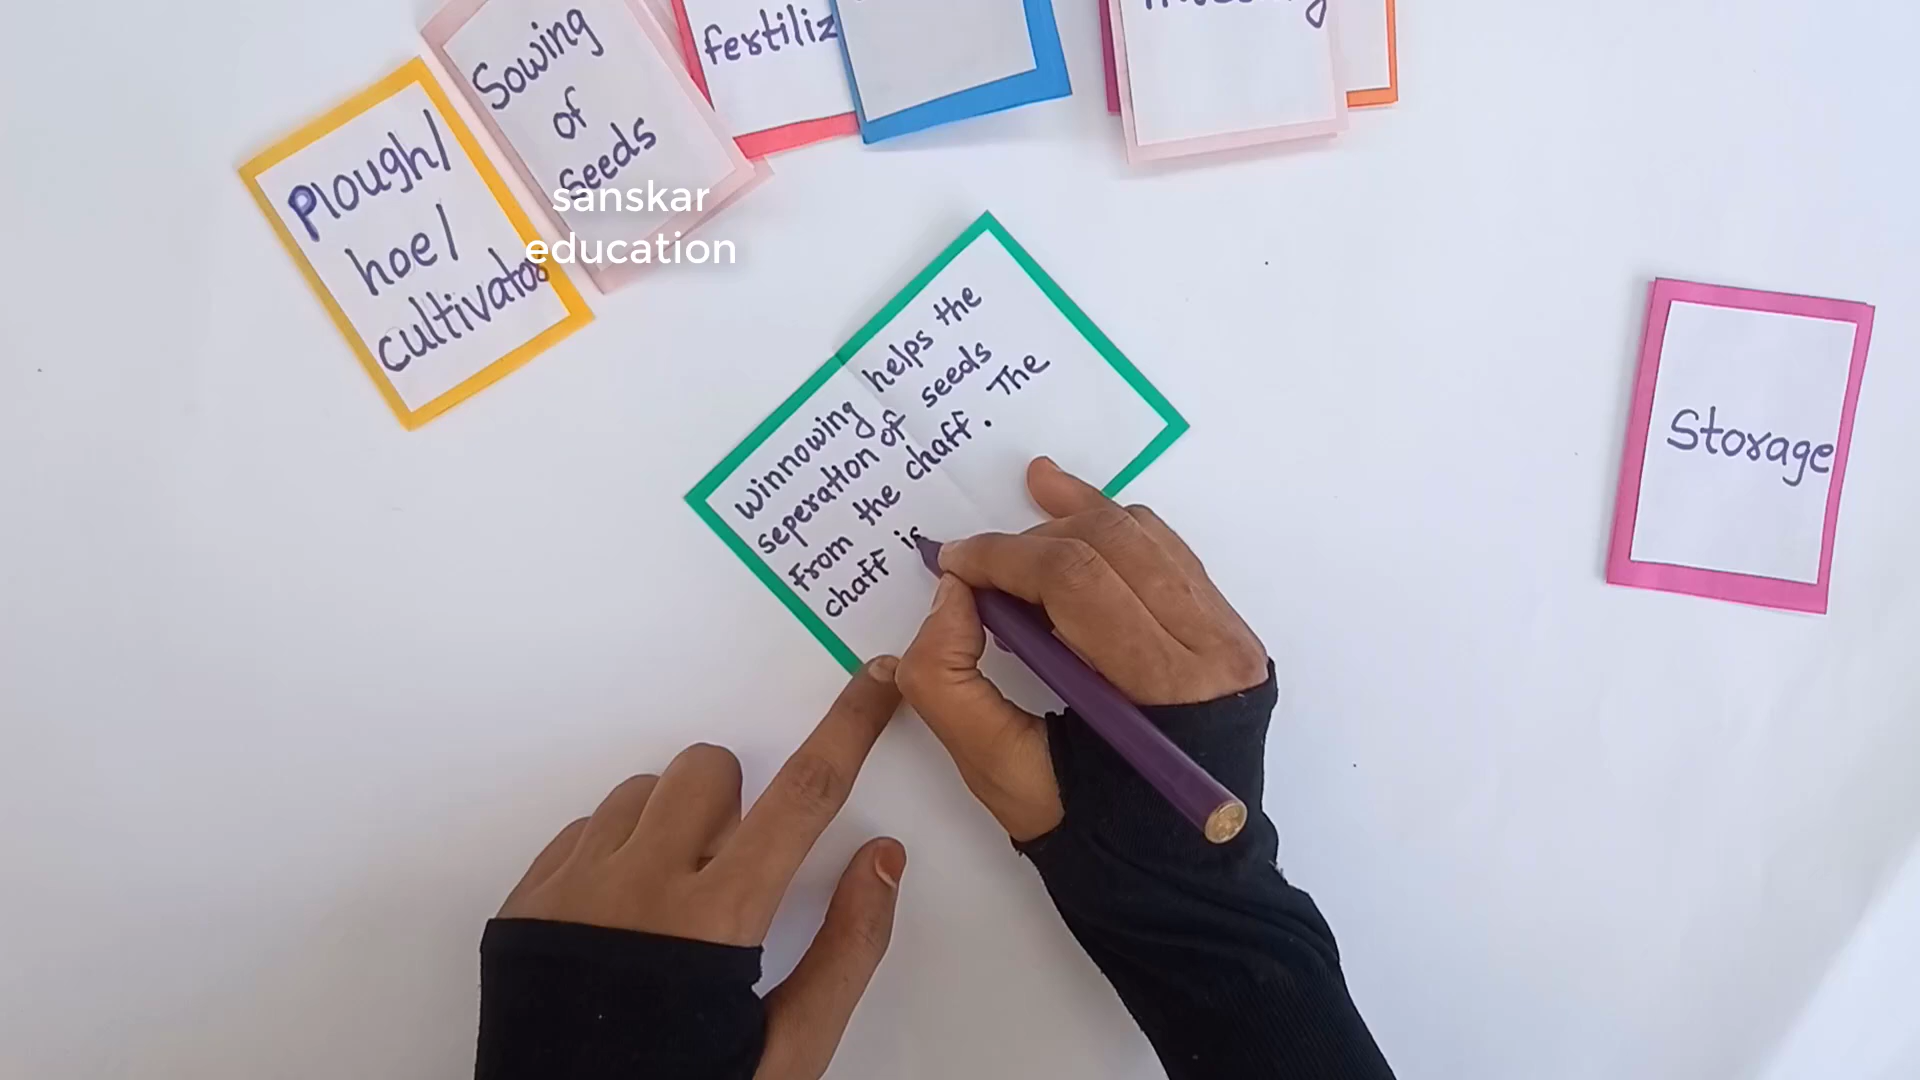 Plough/
hoe/
cultivator
Sowing
of
Seeds
fertiliz
sanskar
education
Winnowing helps the
seperation of seeds
from the chaff. The
chaff is
Storage